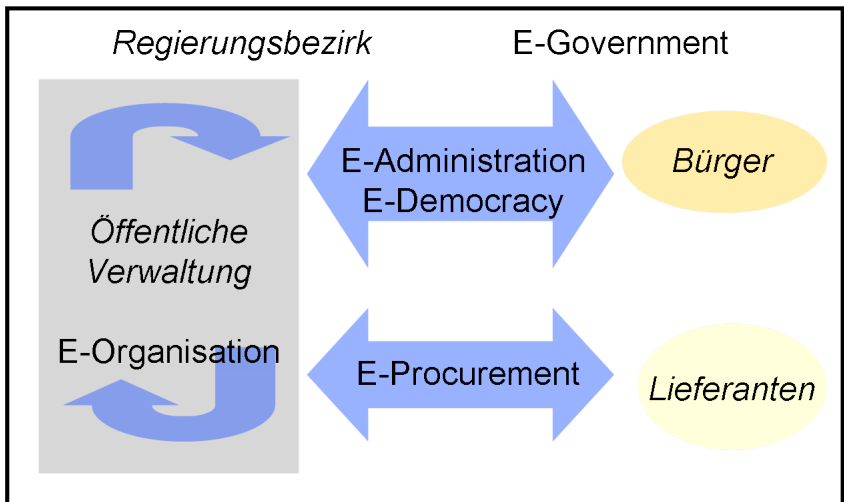 Regierungsbezirk
E-Government
E-Administration
E-Democracy
Bürger
Öffentliche
Verwaltung
E-Organisation
E-Procurement
Lieferanten